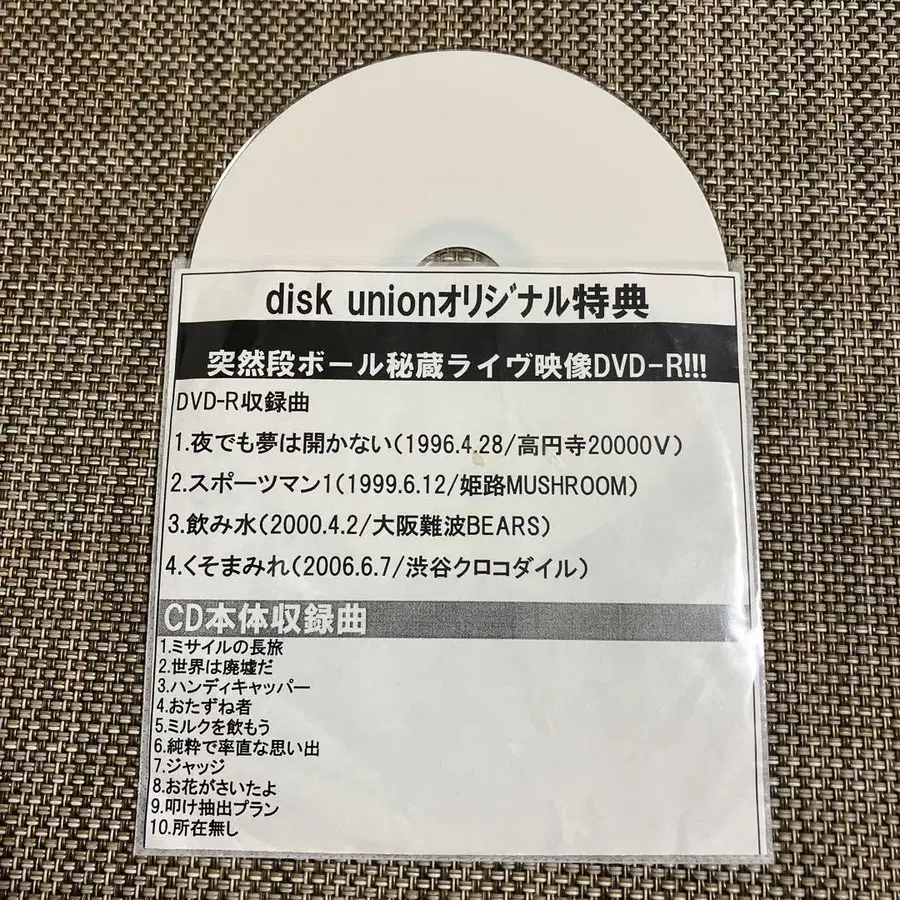 disk unionオリジナル特典
突然段ボール秘蔵ライヴ映像DVD-R!!!
DVD-R収録曲
1.夜でも夢は開かない(1996.4.28/高円寺20000V)
2.スポーツマン1(1999.6.12/姫路MUSHROOM)
3.飲み水(2000.4.2/大阪難波BEARS)
4.くそまみれ(2006.6.7/渋谷クロコダイル)
CD本体収録曲
1.ミサイルの長旅
2.世界は廃墟だ
3.ハンディキャッパー
4.おたずね者
5.ミルクを飲もう
6.純粋で率直な思い出
7.ジャッジ
8.お花がさいたよ
9.叩け抽出プラン
10.所在無し